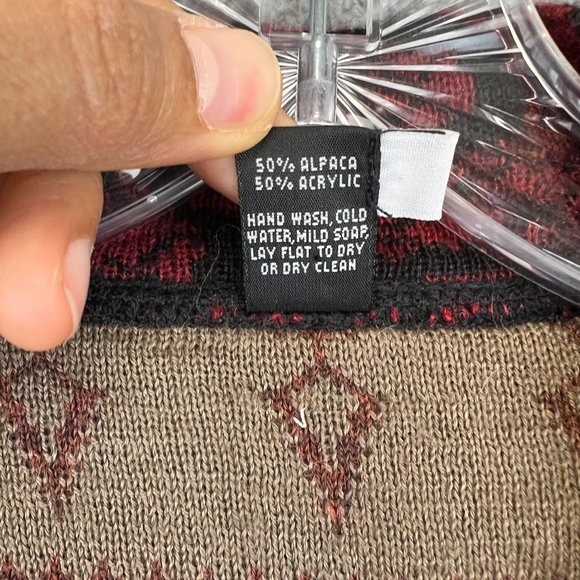 50% ALPACA
50% ACRYLIC
HAND WASH, COLD
WATER, MILD SOAP,
LAY FLAT TO DRY
OR DRY CLEAN